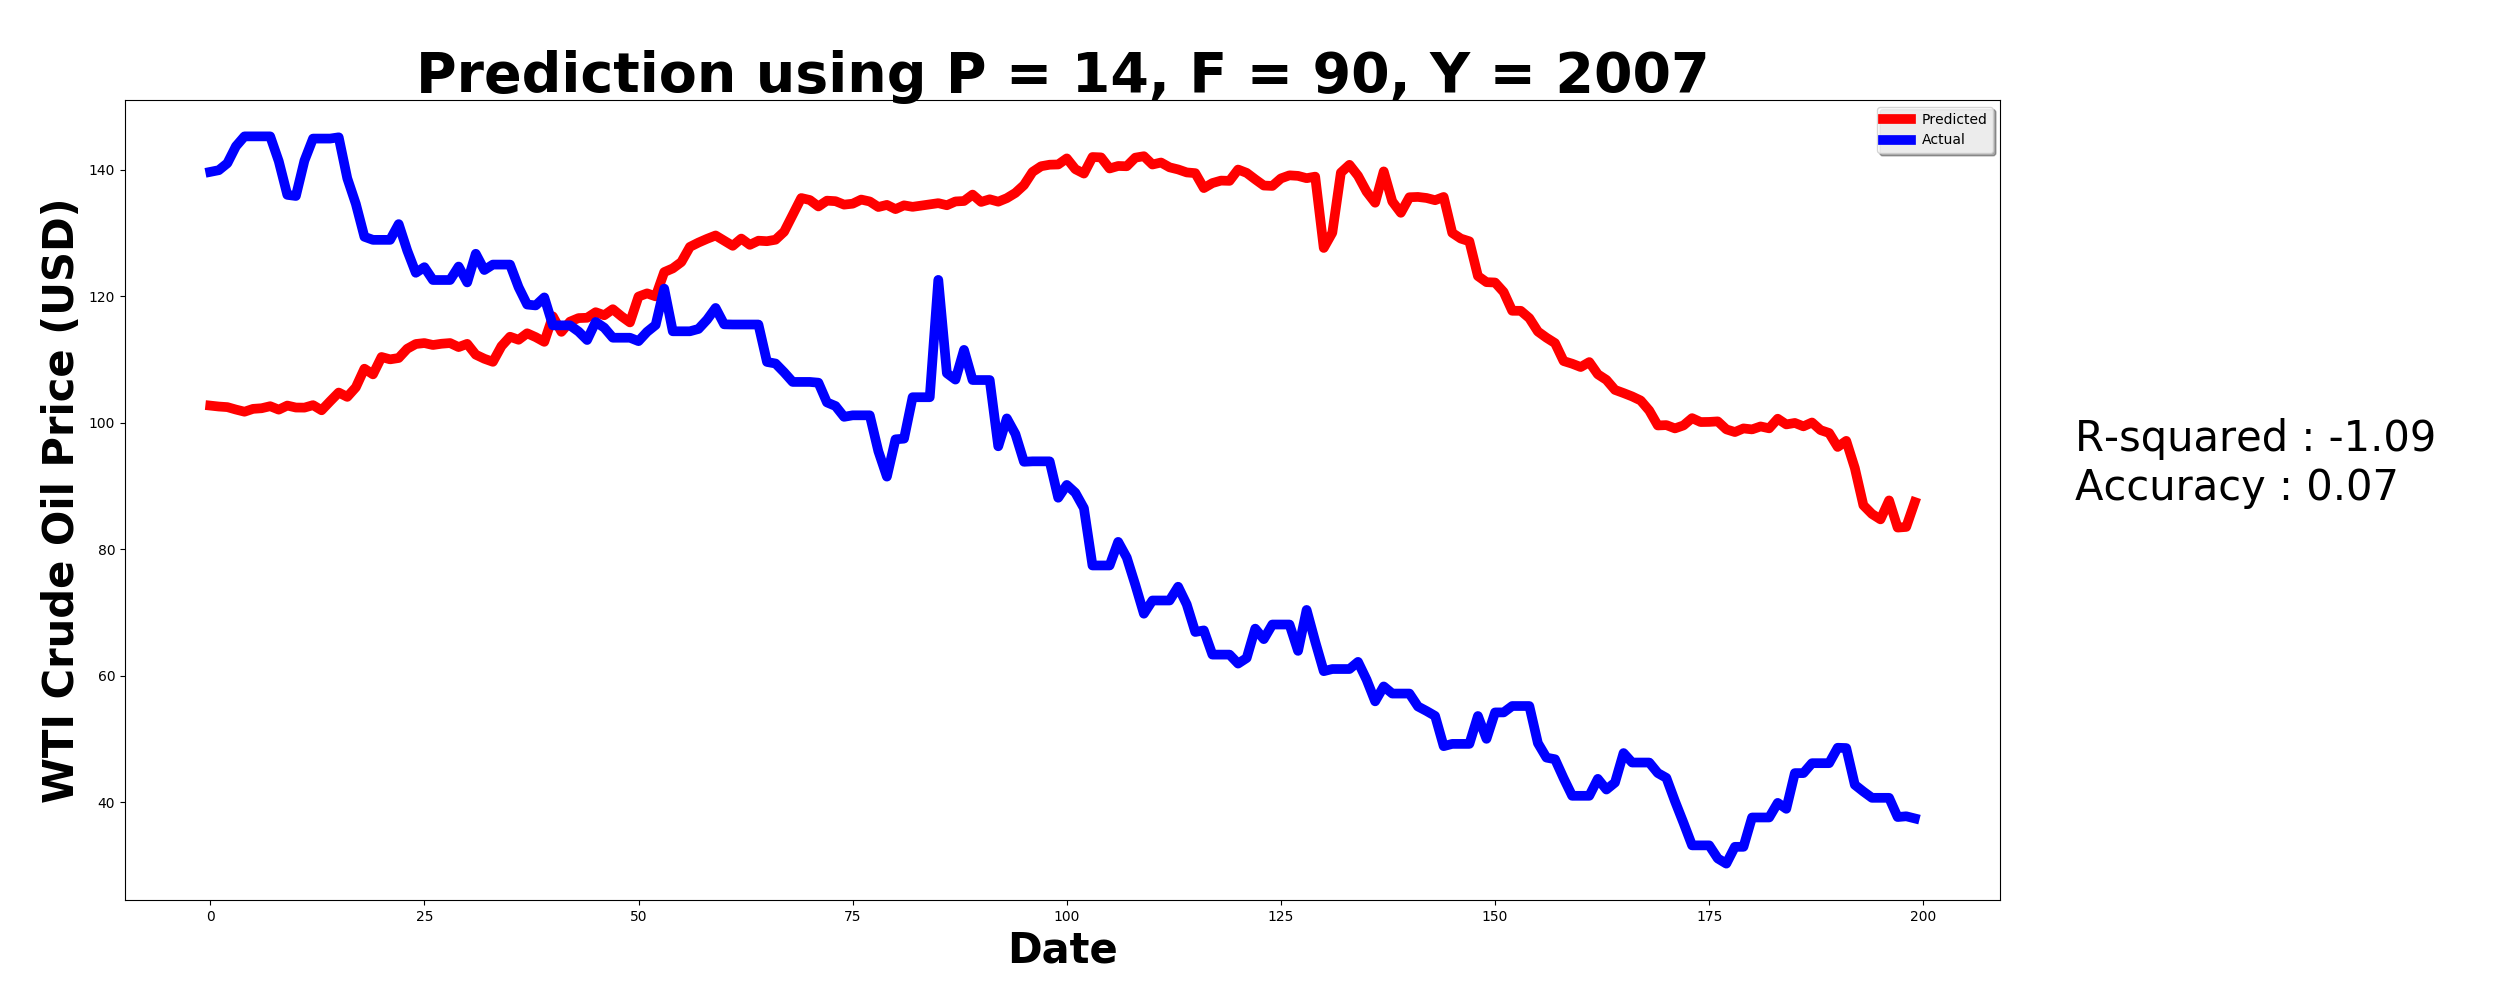 Prediction using P = 14, F = 90, Y = 2007
Predicted
Actual
WTI Crude Oil Price (USD)
140
120
100
80
60
40
0 25 50 75 100 125 150 175 200
Date
R-squared : -1.09
Accuracy : 0.07